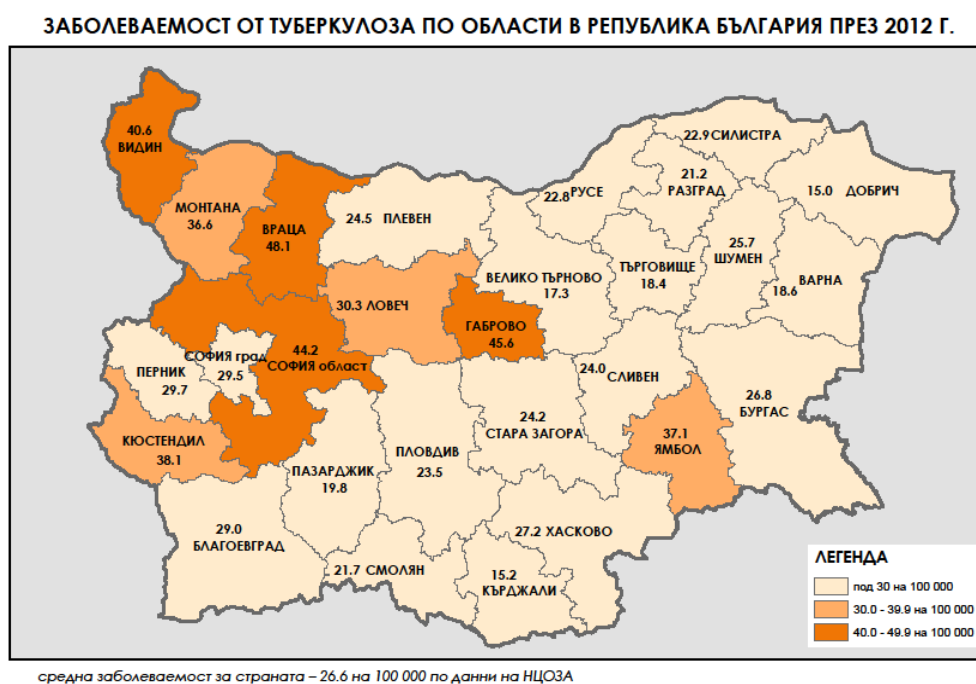 ЗАБОЛЕВАЕМОСТ ОТ ТУБЕРКУЛОЗА ПО ОБЛАСТИ В РЕПУБЛИКА БЪЛГАРИЯ ПРЕЗ 2012 Г.
40.6
ВИДИН
МОНТАНА
36.6
ВРАЦА
48.1
24.5 ПЛЕВЕН
22.8 РУСЕ
22.9 СИЛИСТРА
21.2
РАЗГРАД
15.0 ДОБРИЧ
25.7
ШУМЕН
ВАРНА
18.6
ТЪРГОВИЩЕ
18.4
ВЕЛИКО ТЪРНОВО
17.3
30.3 ЛОВЕЧ
ГАБРОВО
45.6
44.2
СОФИЯ област
СОФИЯ град
29.5
ПЕРНИК
29.7
КЮСТЕНДИЛ
38.1
ПАЗАРДЖИК
19.8
ПЛОВДИВ
23.5
24.2
СТАРА ЗАГОРА
24.0 СЛИВЕН
26.8
БУРГАС
37.1
ЯМБОЛ
29.0
БЛАГОЕВГРАД
21.7 СМОЛЯН
15.2
КЪРДЖАЛИ
27.2 ХАСКОВО
ЛЕГЕНДА
под 30 на 100 000
30.0 - 39.9 на 100 000
40.0 - 49.9 на 100 000
средна заболеваемост за страната – 26.6 на 100 000 по данни на НЦОЗА